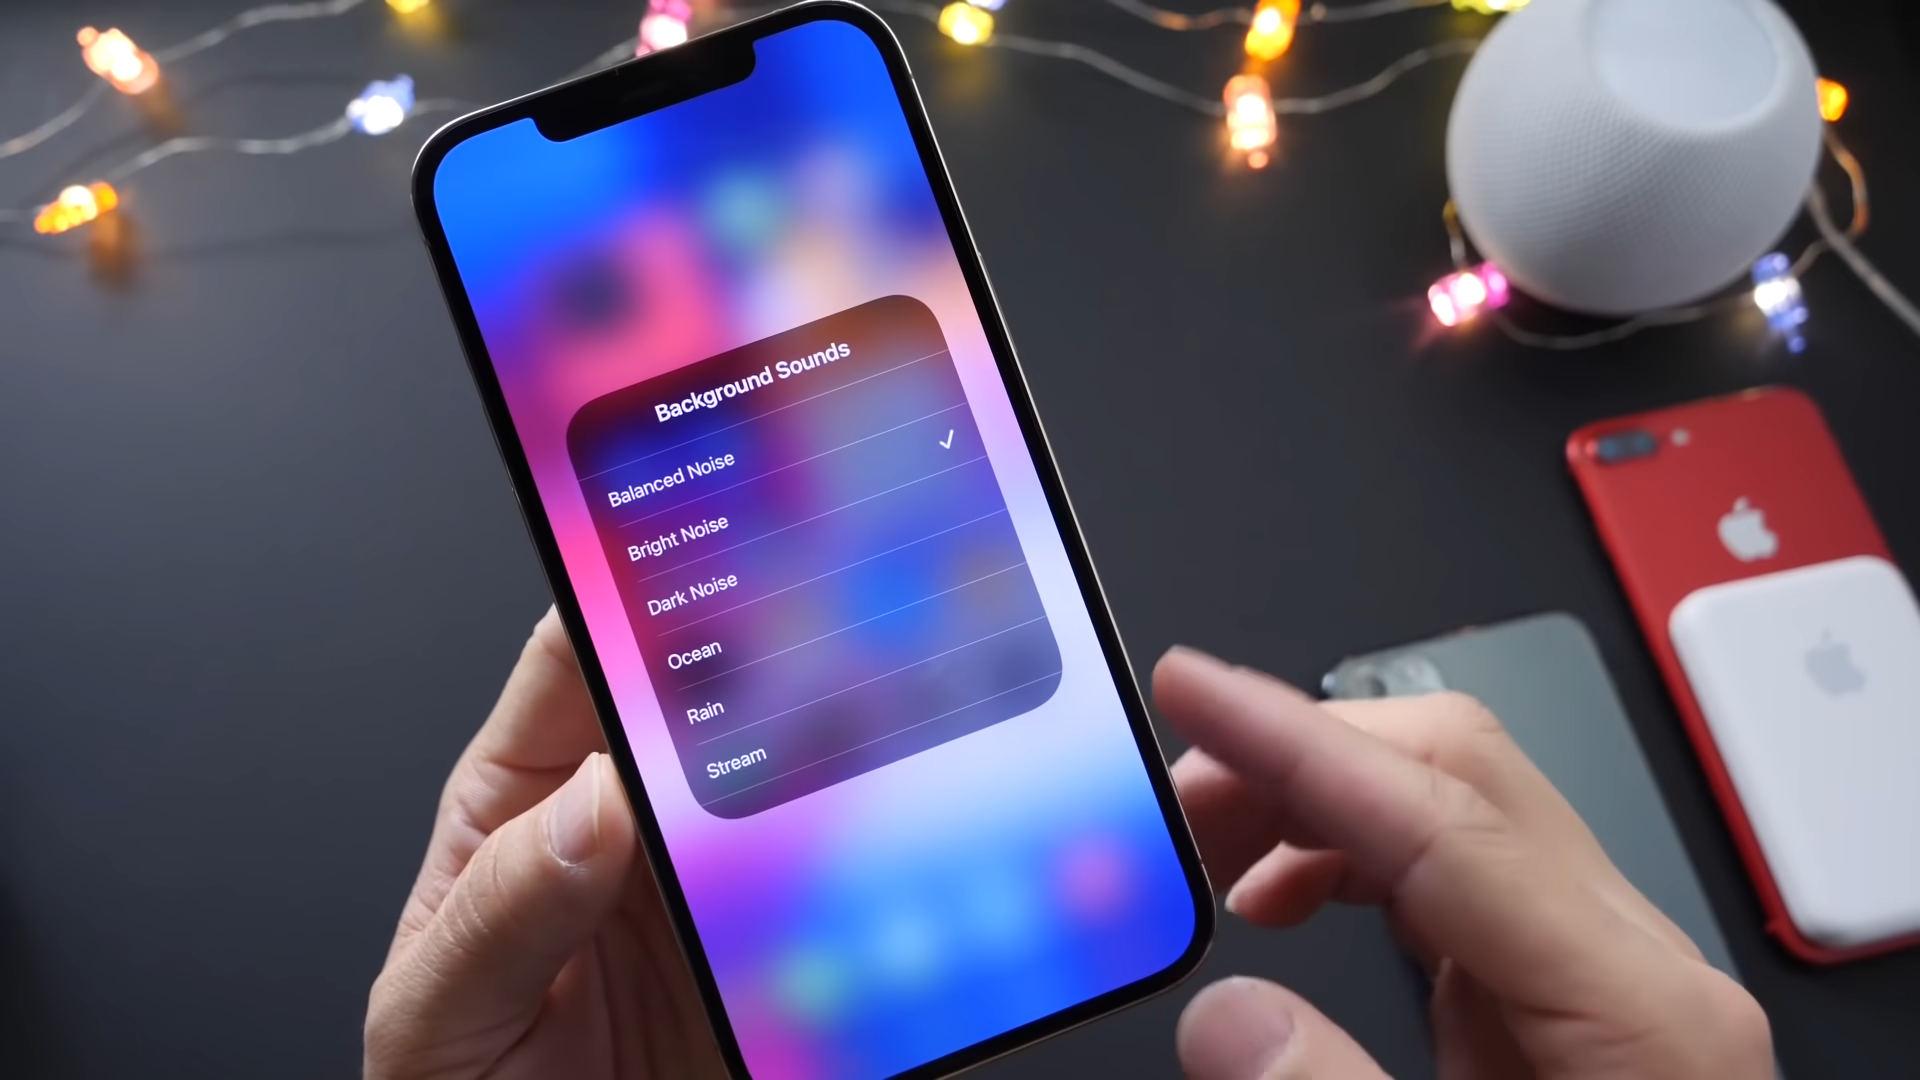 Background Sounds
Balanced Noise
Bright Noise
Dark Noise
Ocean
Rain
Stream